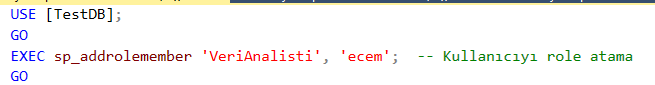 USE [TestDB];
GO
EXEC sp_addrolemember 'VeriAnalisti', 'ecem';  -- Kullanıcıyı role atama
GO